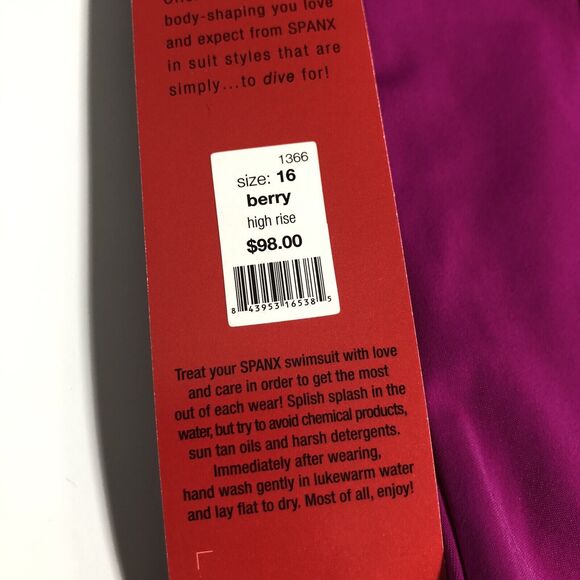 body-shaping you love
and expect from SPANX
in suit styles that are
simply...to dive for!
1366
size: 16
berry
high rise
$98.00
8 43953 16538 5
Treat your SPANX swimsuit with love
and care in order to get the most
out of each wear! Splish splash in the
water, but try to avoid chemical products,
sun tan oils and harsh detergents.
Immediately after wearing,
hand wash gently in lukewarm water
and lay flat to dry. Most of all, enjoy!